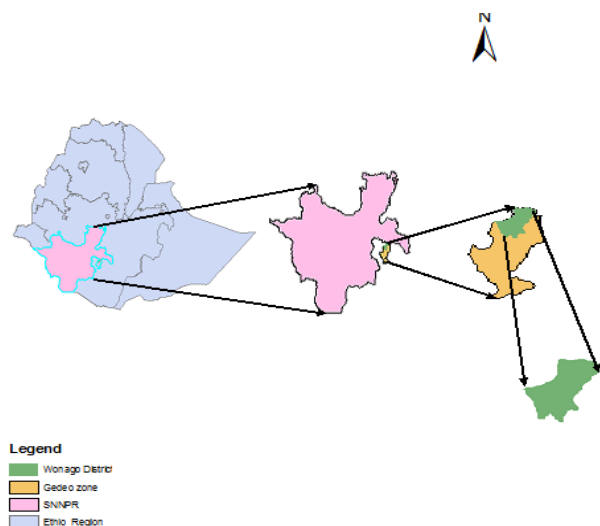 N
Legend
Wonago District
Gedeo zone
SNNPR
Ethio_Region